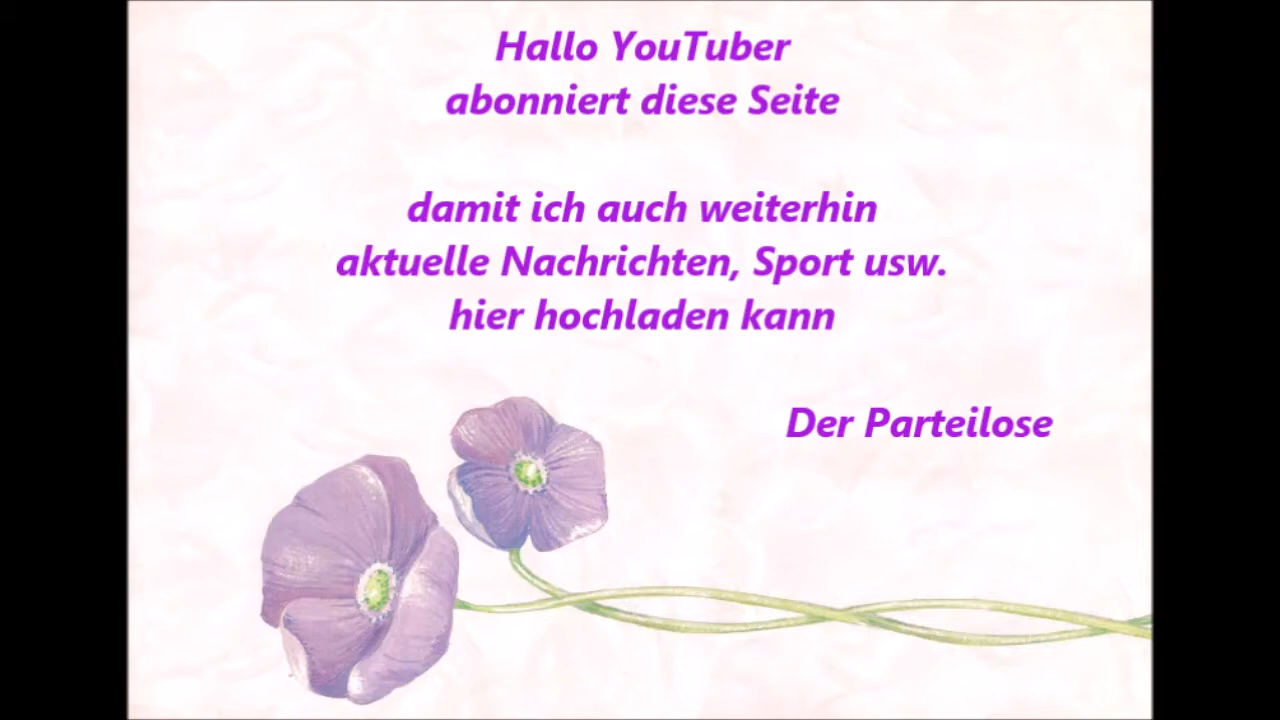 Hallo YouTuber
abonniert diese Seite
damit ich auch weiterhin
aktuelle Nachrichten, Sport usw.
hier hochladen kann
Der Parteilose